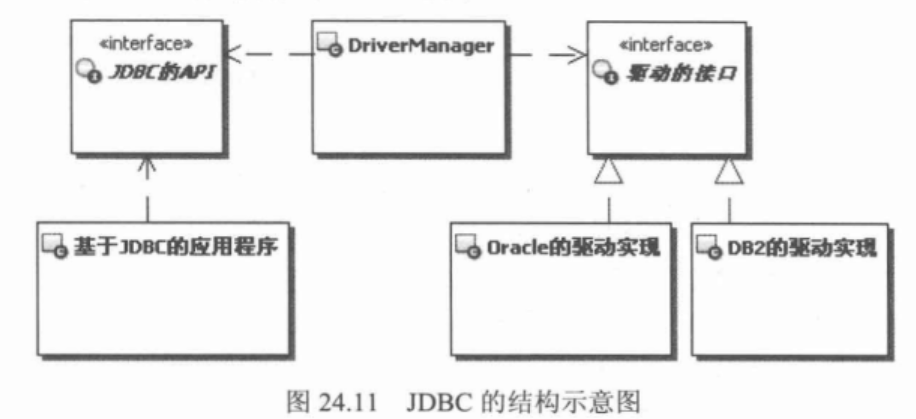 «interface»
JDBC的API
DriverManager
«interface»
驱动的接口
基于JDBC的应用程序
Oracle的驱动实现
DB2的驱动实现
图 24.11 JDBC 的结构示意图